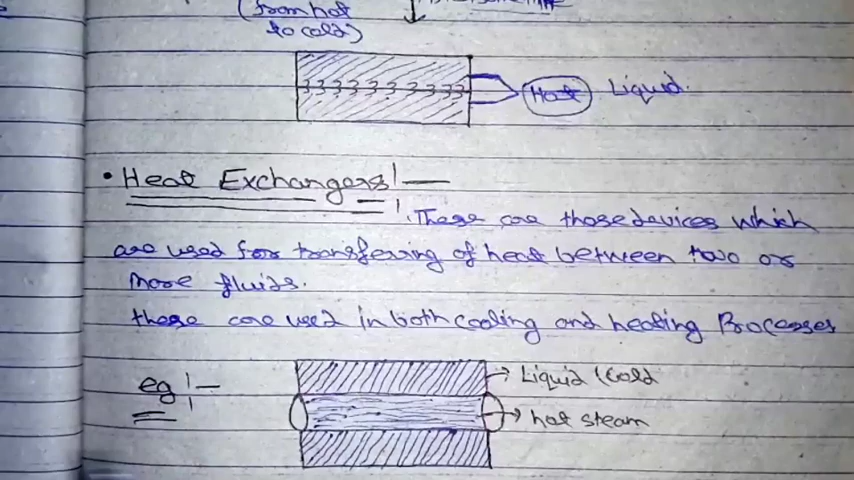 (from hot
to cold)
Hot Liquid.
• Heat Exchangers :—
These are those devices which
are used for transferring of heat between two or
more fluids.
these are used in both cooling and heating Processes
eg :—
Liquid (Cold
hot steam